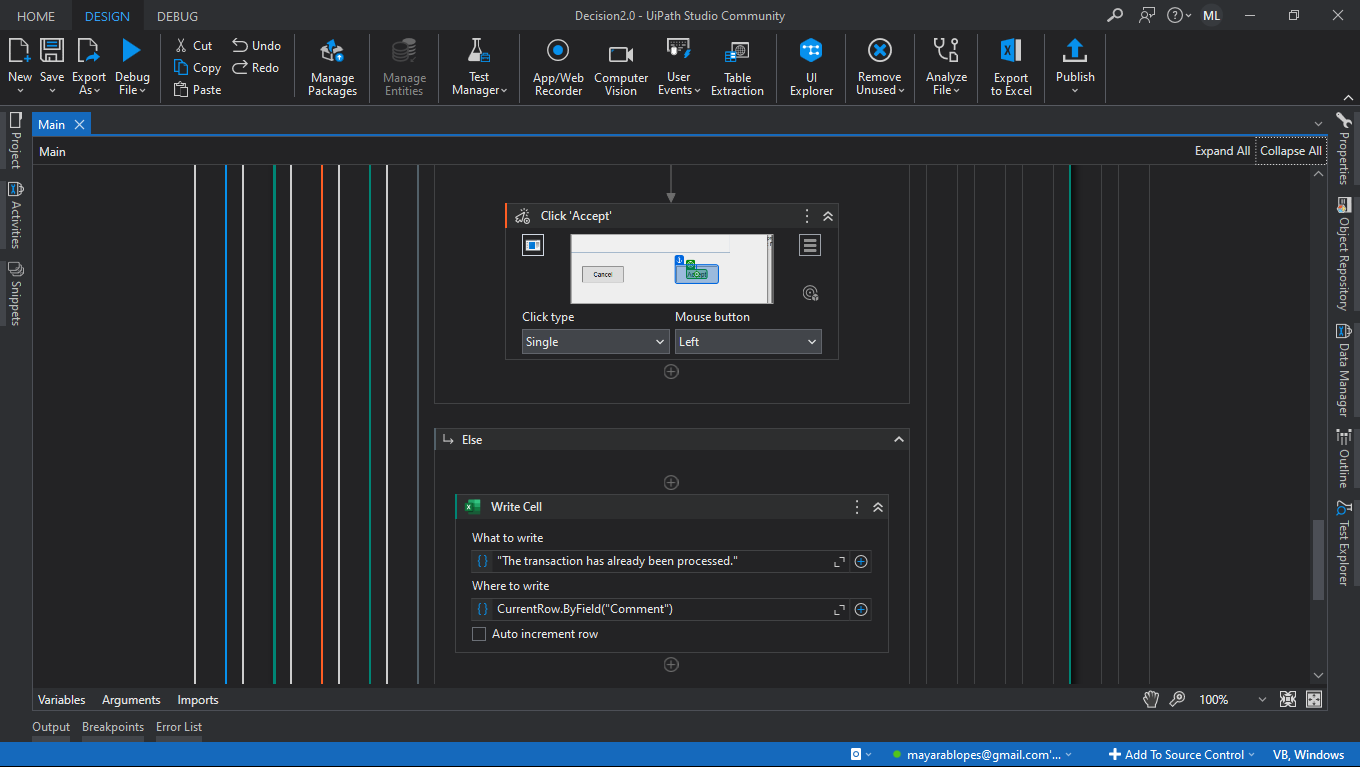 HOME DESIGN DEBUG
Decision2.0 - UiPath Studio Community
ML
New
Save
Export As
Debug File
Cut
Copy
Paste
Undo
Redo
Manage Packages
Manage Entities
Test Manager
App/Web Recorder
Computer Vision
User Events
Table Extraction
UI Explorer
Remove Unused
Analyze File
Export to Excel
Publish
Main
Main
Expand All Collapse All
Project
Activities
Snippets
Properties
Object Repository
Data Manager
Outline
Test Explorer
Click 'Accept'
Cancel
Accept
Click type Mouse button
Single Left
Else
Write Cell
What to write
"The transaction has already been processed."
Where to write
CurrentRow.ByField("Comment")
Auto increment row
Variables Arguments Imports
100%
Output Breakpoints Error List
mayarablopes@gmail.com'...
Add To Source Control
VB, Windows